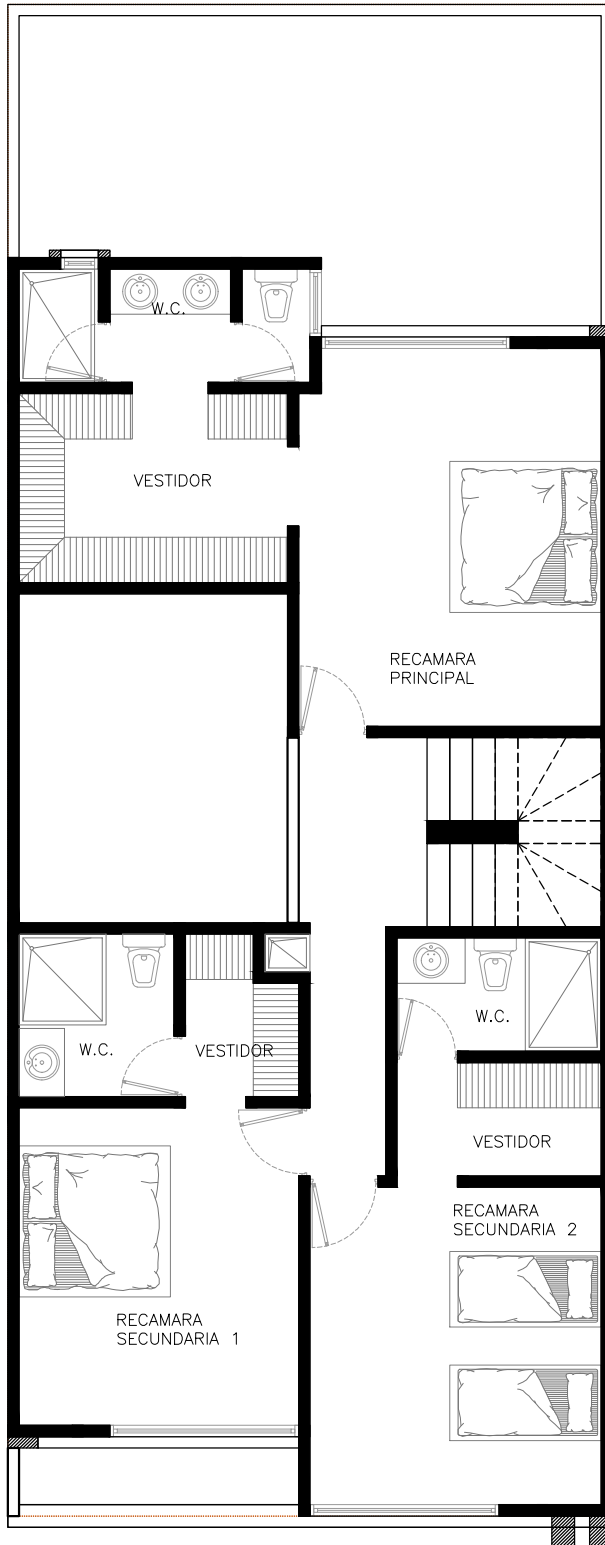 W.C.
VESTIDOR
RECAMARA
PRINCIPAL
W.C.
VESTIDOR
W.C.
VESTIDOR
RECAMARA
SECUNDARIA 2
RECAMARA
SECUNDARIA 1